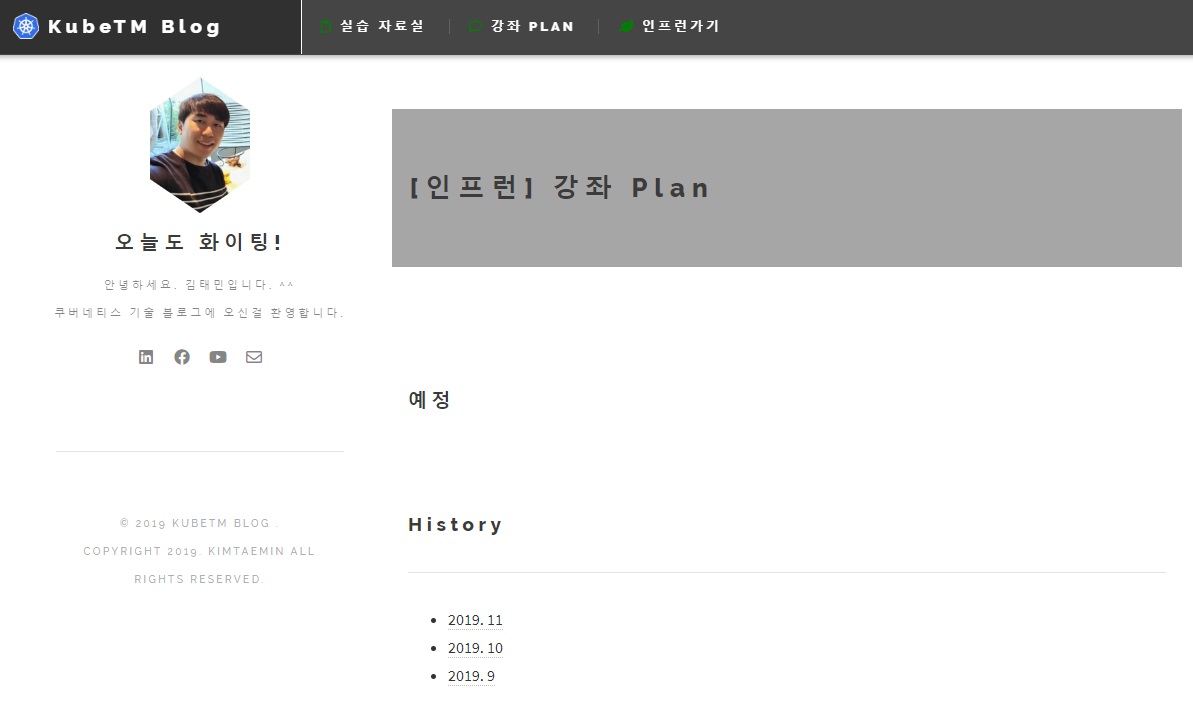 KubeTM Blog
실습 자료실
강좌 PLAN
인프런가기
오늘도 화이팅!
안녕하세요. 김태민입니다. ^^
쿠버네티스 기술 블로그에 오신걸 환영합니다.
© 2019 KUBETM BLOG .
COPYRIGHT 2019. KIMTAEMIN ALL
RIGHTS RESERVED.
[인프런] 강좌 Plan
예정
History
2019. 11
2019. 10
2019. 9